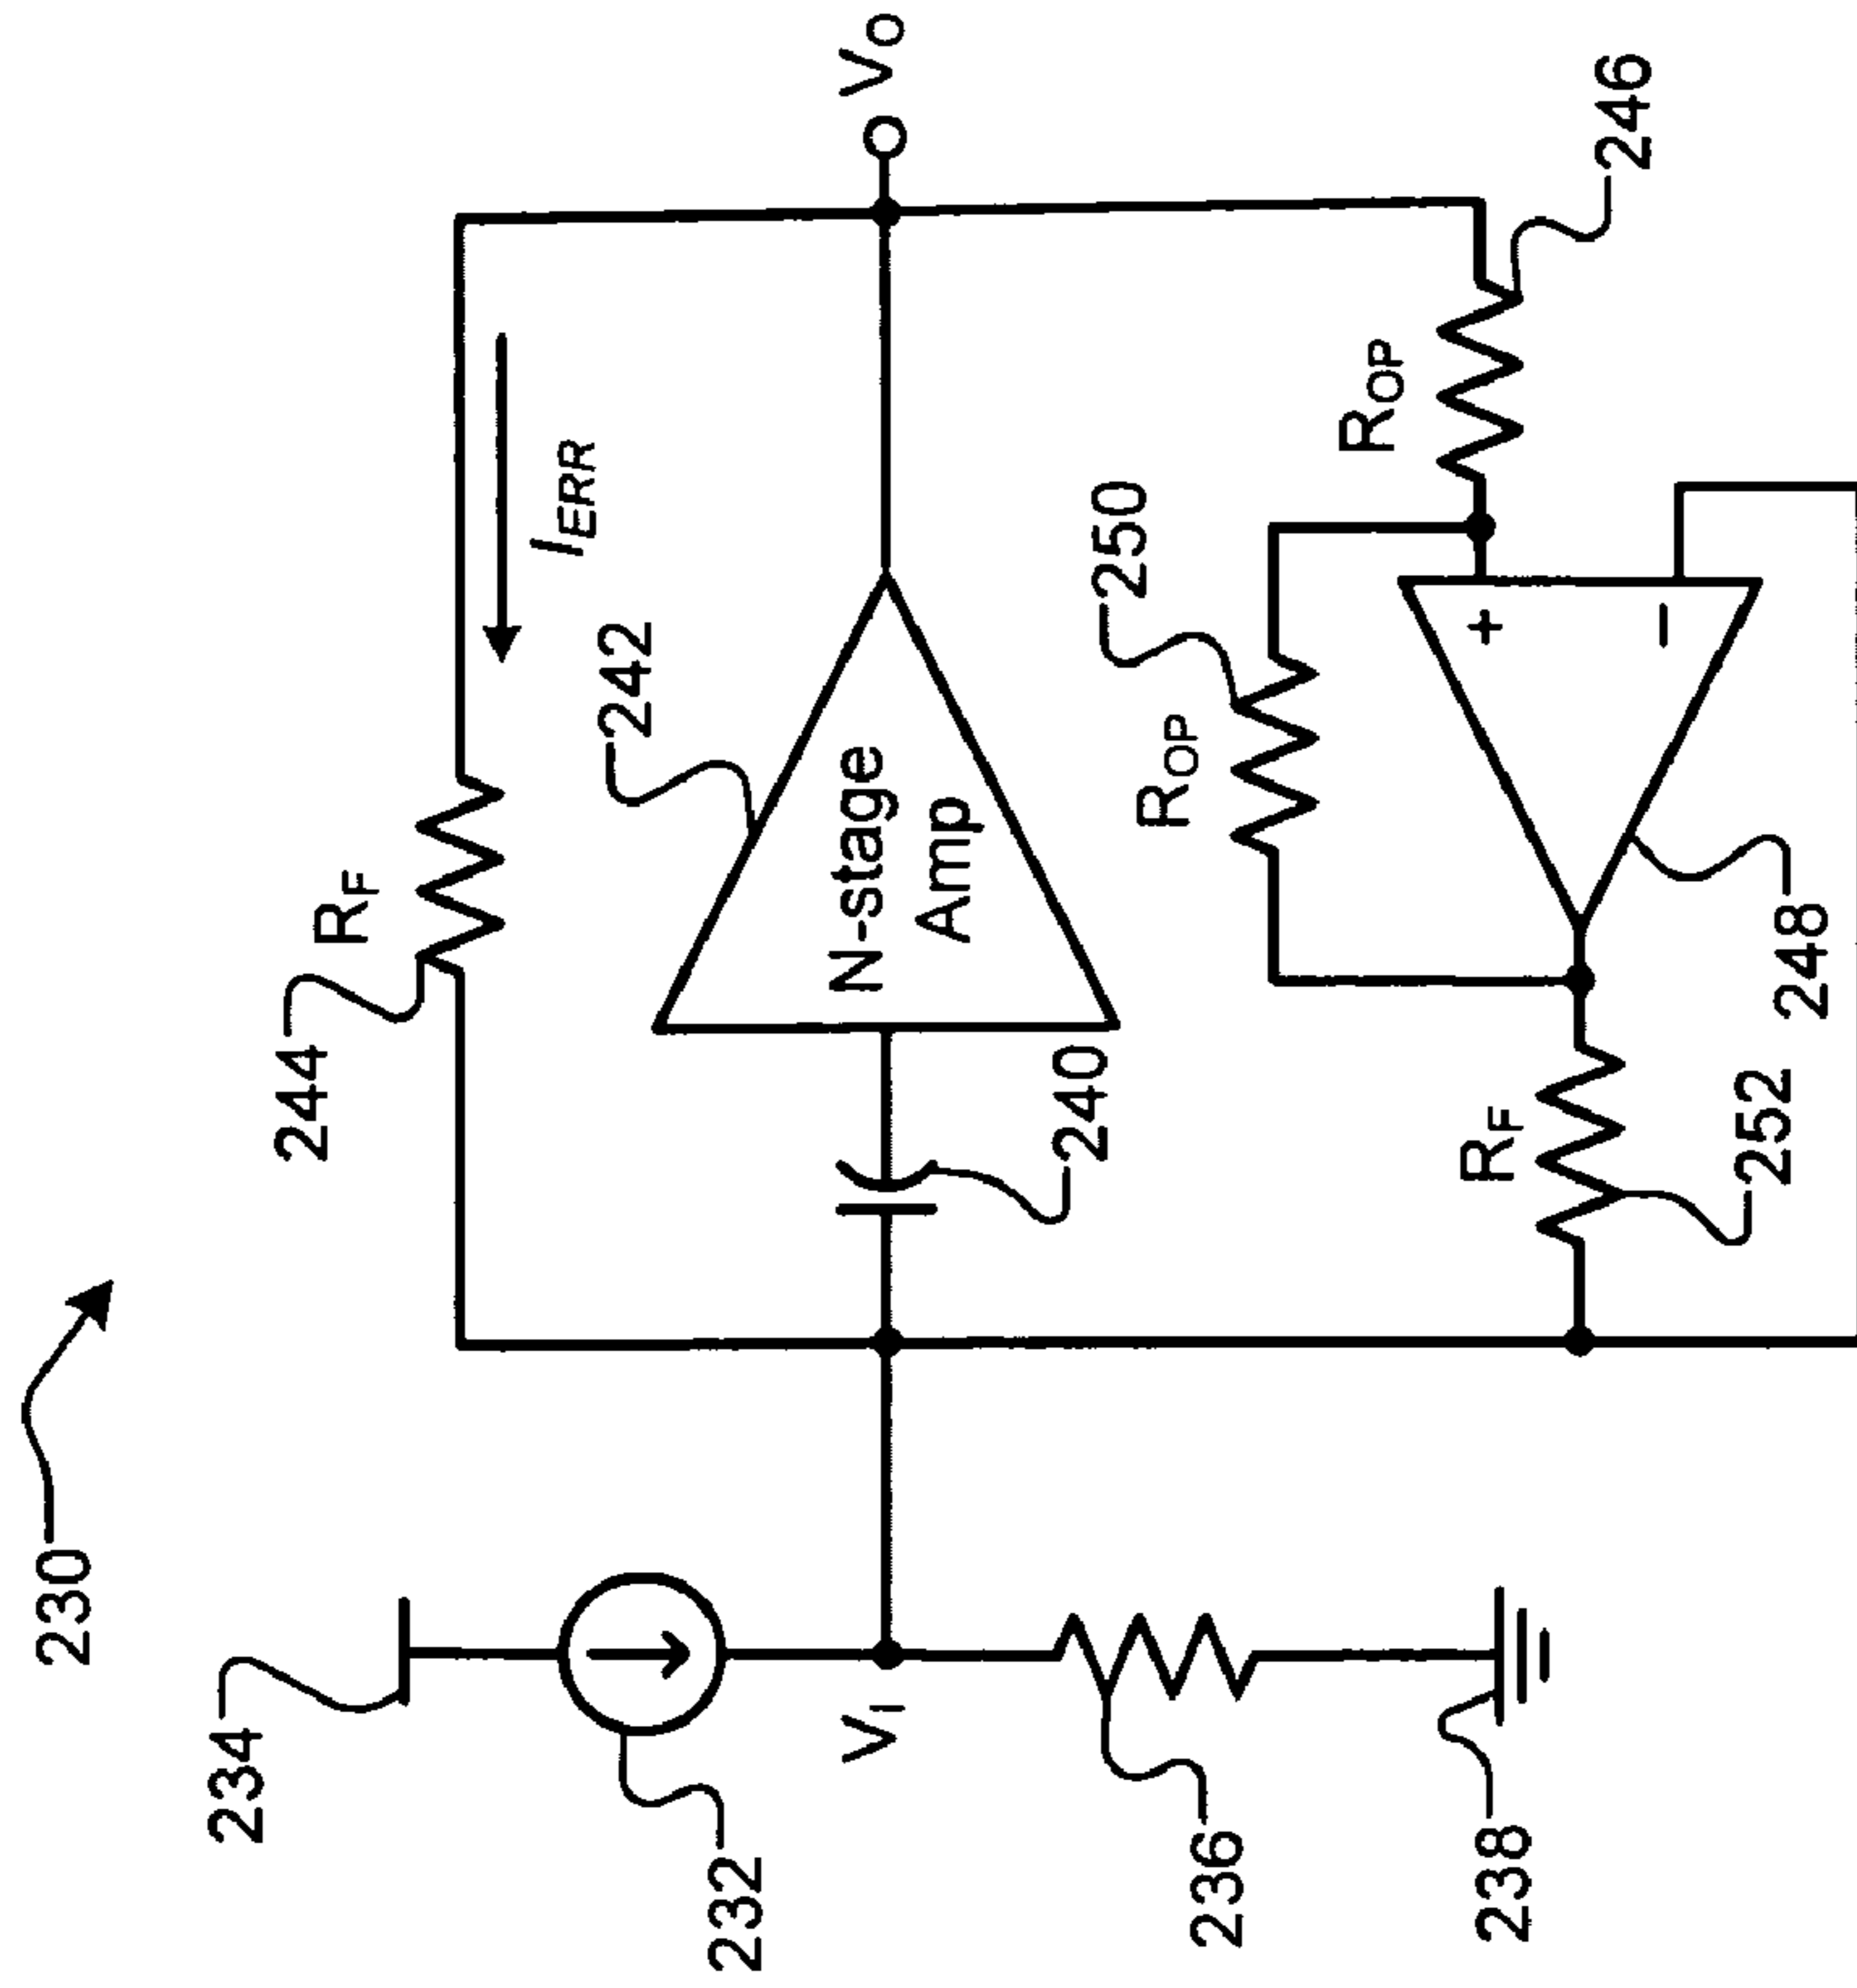 230
234
232
V_I
236
238
244
R_F
I_ERR
242
N-stage
Amp
240
V_O
250
R_OP
R_OP
246
+
−
R_F
252
248